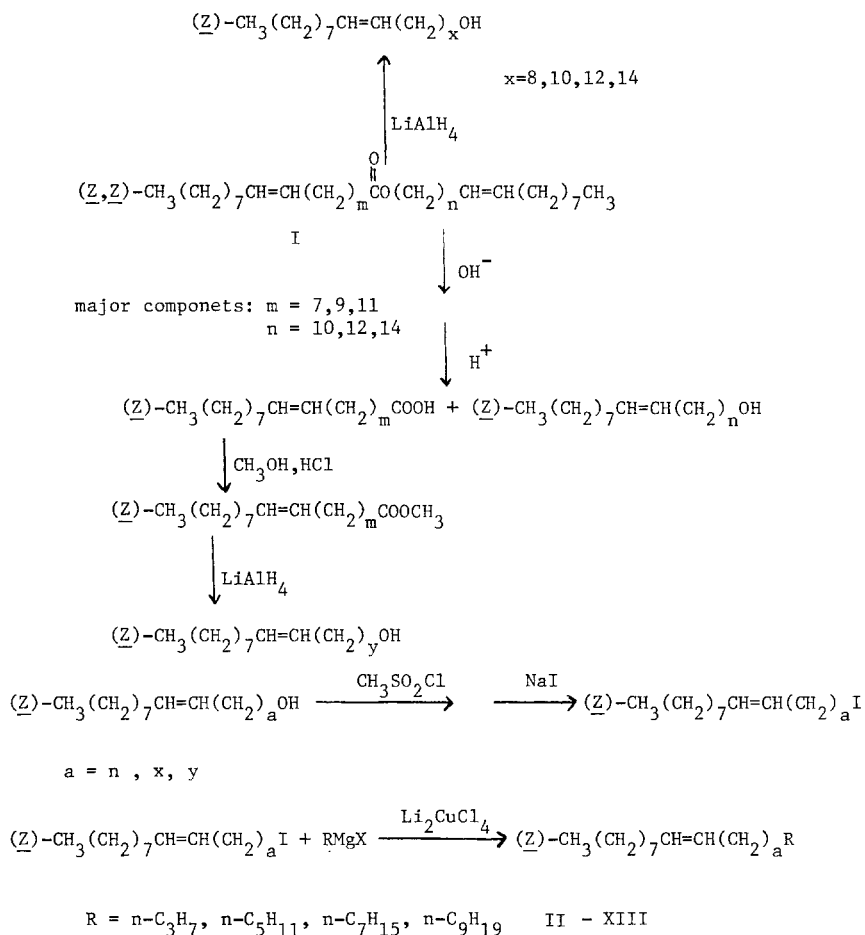 (Z)-CH3(CH2)7CH=CH(CH2)xOH
x=8,10,12,14
LiAlH4
O
(Z,Z)-CH3(CH2)7CH=CH(CH2)mCO(CH2)nCH=CH(CH2)7CH3
I
OH-
major componets: m = 7,9,11
n = 10,12,14
H+
(Z)-CH3(CH2)7CH=CH(CH2)mCOOH + (Z)-CH3(CH2)7CH=CH(CH2)nOH
CH3OH,HCl
(Z)-CH3(CH2)7CH=CH(CH2)mCOOCH3
LiAlH4
(Z)-CH3(CH2)7CH=CH(CH2)yOH
(Z)-CH3(CH2)7CH=CH(CH2)aOH CH3SO2Cl NaI (Z)-CH3(CH2)7CH=CH(CH2)aI
a = n , x, y
(Z)-CH3(CH2)7CH=CH(CH2)aI + RMgX Li2CuCl4 (Z)-CH3(CH2)7CH=CH(CH2)aR
R = n-C3H7, n-C5H11, n-C7H15, n-C9H19 II - XIII